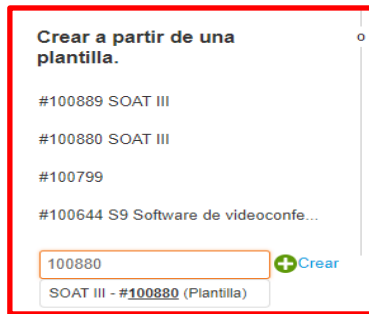 Crear a partir de una
plantilla.
o
#100889 SOAT III
#100880 SOAT III
#100799
#100644 S9 Software de videoconfe...
100880
Crear
SOAT III - #100880 (Plantilla)